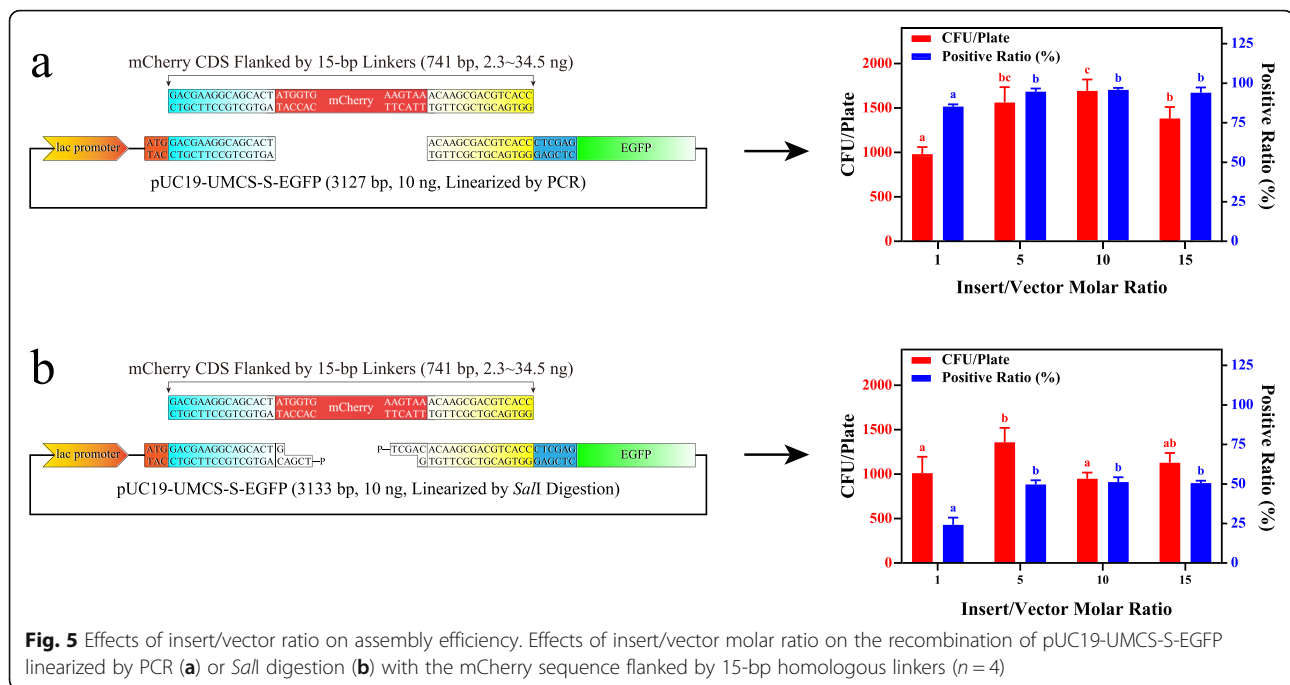 a
mCherry CDS Flanked by 15-bp Linkers (741 bp, 2.3~34.5 ng)
GACGAAGGCAGCACT ATGGTG mCherry AAGTAA ACAAGCGACGTCACC
CTGCTTCCGTCGTGA TACCAC TTCATT TGTTCGCTGCAGTGG
lac promoter ATG GACGAAGGCAGCACT ACAAGCGACGTCACC CTCGAG EGFP
TAC CTGCTTCCGTCGTGA TGTTCGCTGCAGTGG GAGCTC
pUC19-UMCS-S-EGFP (3127 bp, 10 ng, Linearized by PCR)
CFU/Plate
Positive Ratio (%)
2000
1500
1000
500
0
CFU/Plate
a a bc b c b b b
125
100
75
50
25
0
Positive Ratio (%)
1 5 10 15
Insert/Vector Molar Ratio
b
mCherry CDS Flanked by 15-bp Linkers (741 bp, 2.3~34.5 ng)
GACGAAGGCAGCACT ATGGTG mCherry AAGTAA ACAAGCGACGTCACC
CTGCTTCCGTCGTGA TACCAC TTCATT TGTTCGCTGCAGTGG
lac promoter ATG GACGAAGGCAGCACT G P TCGAC ACAAGCGACGTCACC CTCGAG EGFP
TAC CTGCTTCCGTCGTGA CAGCT P G TGTTCGCTGCAGTGG GAGCTC
pUC19-UMCS-S-EGFP (3133 bp, 10 ng, Linearized by SalI Digestion)
CFU/Plate
Positive Ratio (%)
2000
1500
1000
500
0
CFU/Plate
a a b b a b ab b
125
100
75
50
25
0
Positive Ratio (%)
1 5 10 15
Insert/Vector Molar Ratio
Fig. 5 Effects of insert/vector ratio on assembly efficiency. Effects of insert/vector molar ratio on the recombination of pUC19-UMCS-S-EGFP
linearized by PCR (a) or SalI digestion (b) with the mCherry sequence flanked by 15-bp homologous linkers (n = 4)